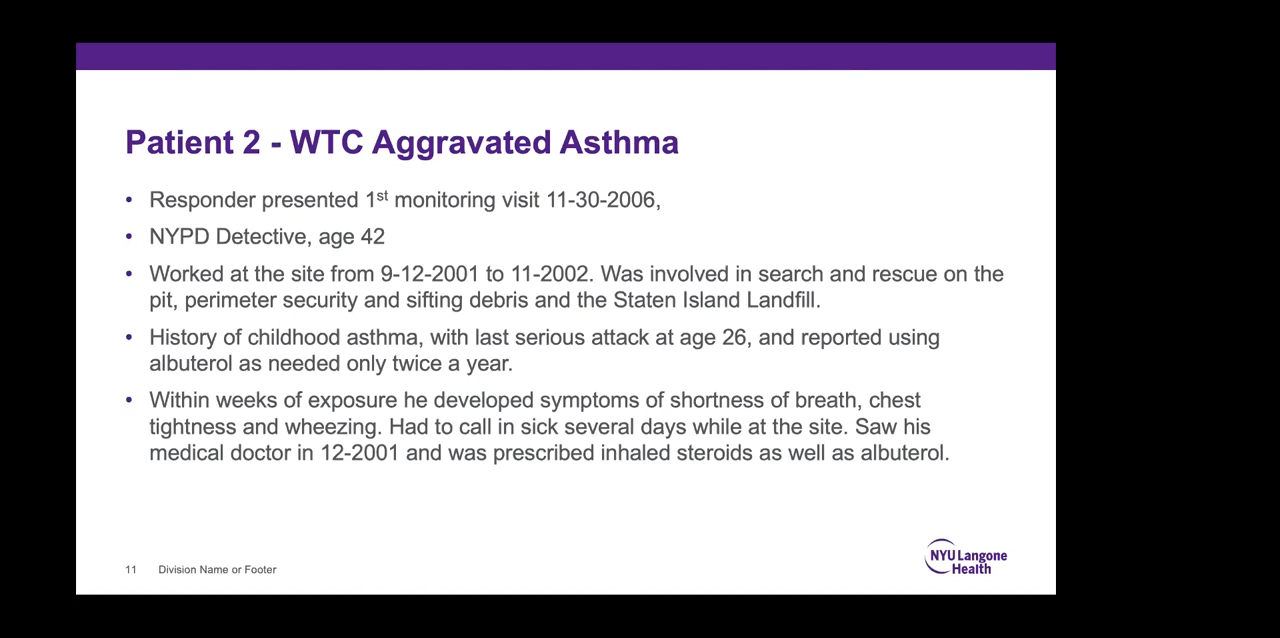 Patient 2 - WTC Aggravated Asthma
• Responder presented 1st monitoring visit 11-30-2006,
• NYPD Detective, age 42
• Worked at the site from 9-12-2001 to 11-2002. Was involved in search and rescue on the
pit, perimeter security and sifting debris and the Staten Island Landfill.
• History of childhood asthma, with last serious attack at age 26, and reported using
albuterol as needed only twice a year.
• Within weeks of exposure he developed symptoms of shortness of breath, chest
tightness and wheezing. Had to call in sick several days while at the site. Saw his
medical doctor in 12-2001 and was prescribed inhaled steroids as well as albuterol.
11 Division Name or Footer
NYU Langone
Health